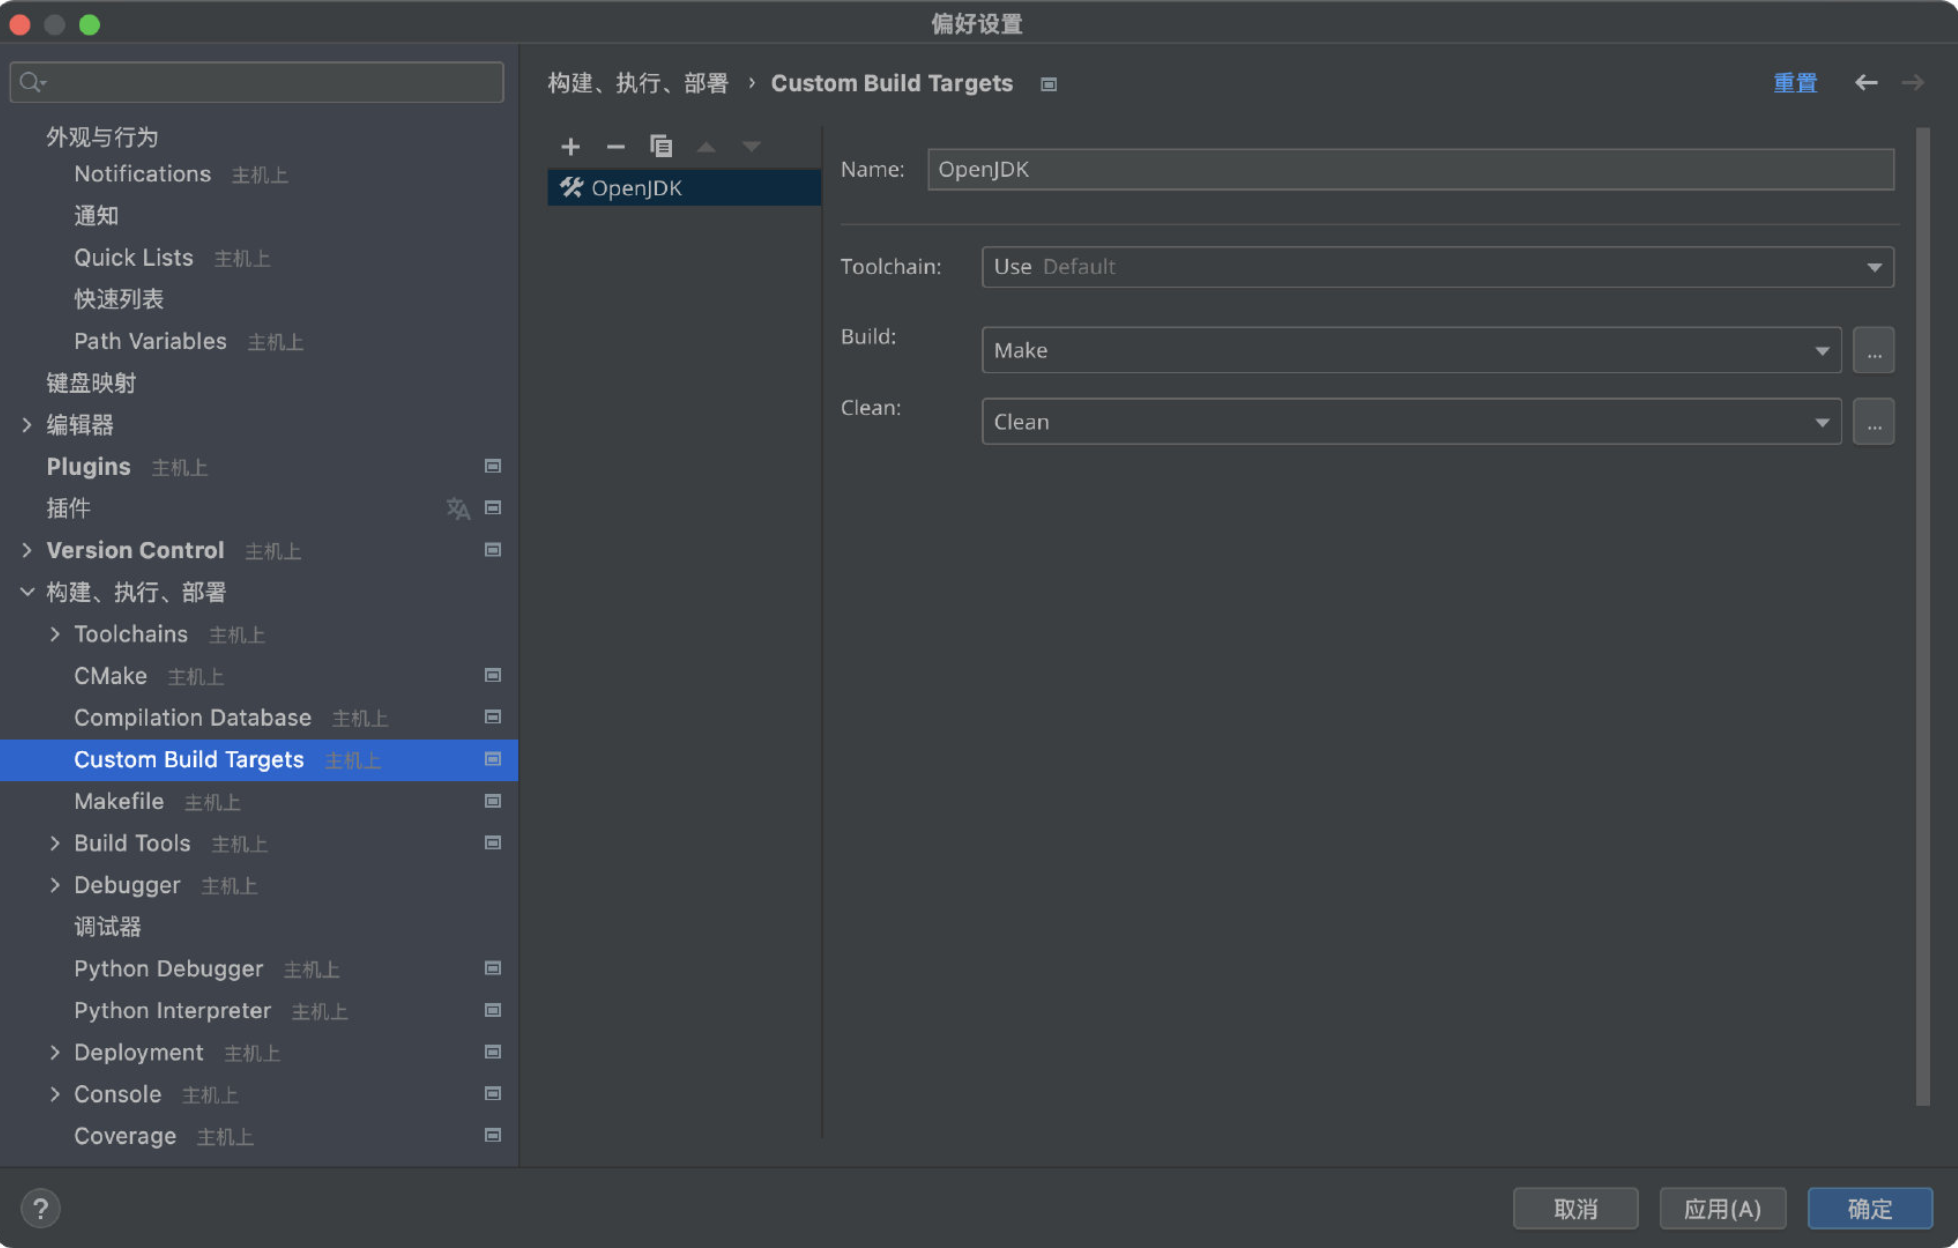 偏好设置
外观与行为
Notifications 主机上
通知
Quick Lists 主机上
快速列表
Path Variables 主机上
键盘映射
编辑器
Plugins 主机上
插件
Version Control 主机上
构建、执行、部署
Toolchains 主机上
CMake 主机上
Compilation Database 主机上
Custom Build Targets 主机上
Makefile 主机上
Build Tools 主机上
Debugger 主机上
调试器
Python Debugger 主机上
Python Interpreter 主机上
Deployment 主机上
Console 主机上
Coverage 主机上
构建、执行、部署 › Custom Build Targets
重置
OpenJDK
Name: OpenJDK
Toolchain: Use Default
Build: Make ...
Clean: Clean ...
?
取消 应用(A) 确定